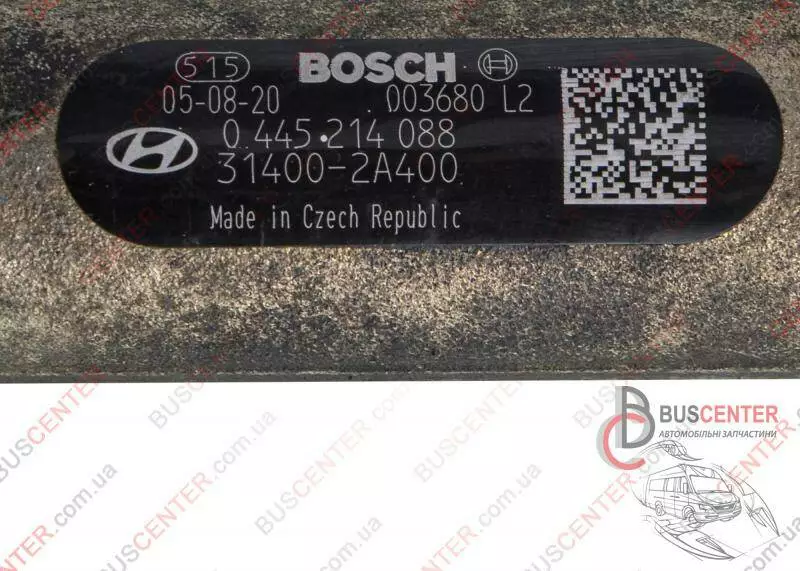 515 BOSCH
05-08-20 003680 L2
0 445 214 088
31400-2A400
Made in Czech Republic
BUSCENTER
АВТОМОБІЛЬНІ ЗАПЧАСТИНИ
BUSCENTER.com.ua